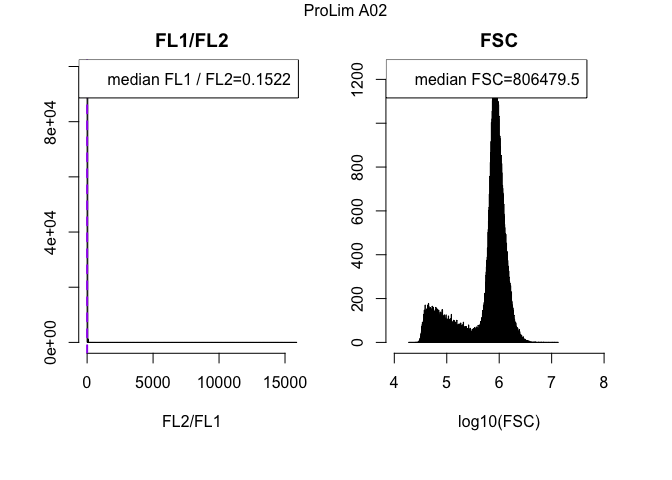 ProLim A02
FL1/FL2
median FL1 / FL2=0.1522
0e+00
4e+04
8e+04
0
5000
10000
15000
FL2/FL1
FSC
median FSC=806479.5
0
200
400
600
800
1200
4
5
6
7
8
log10(FSC)